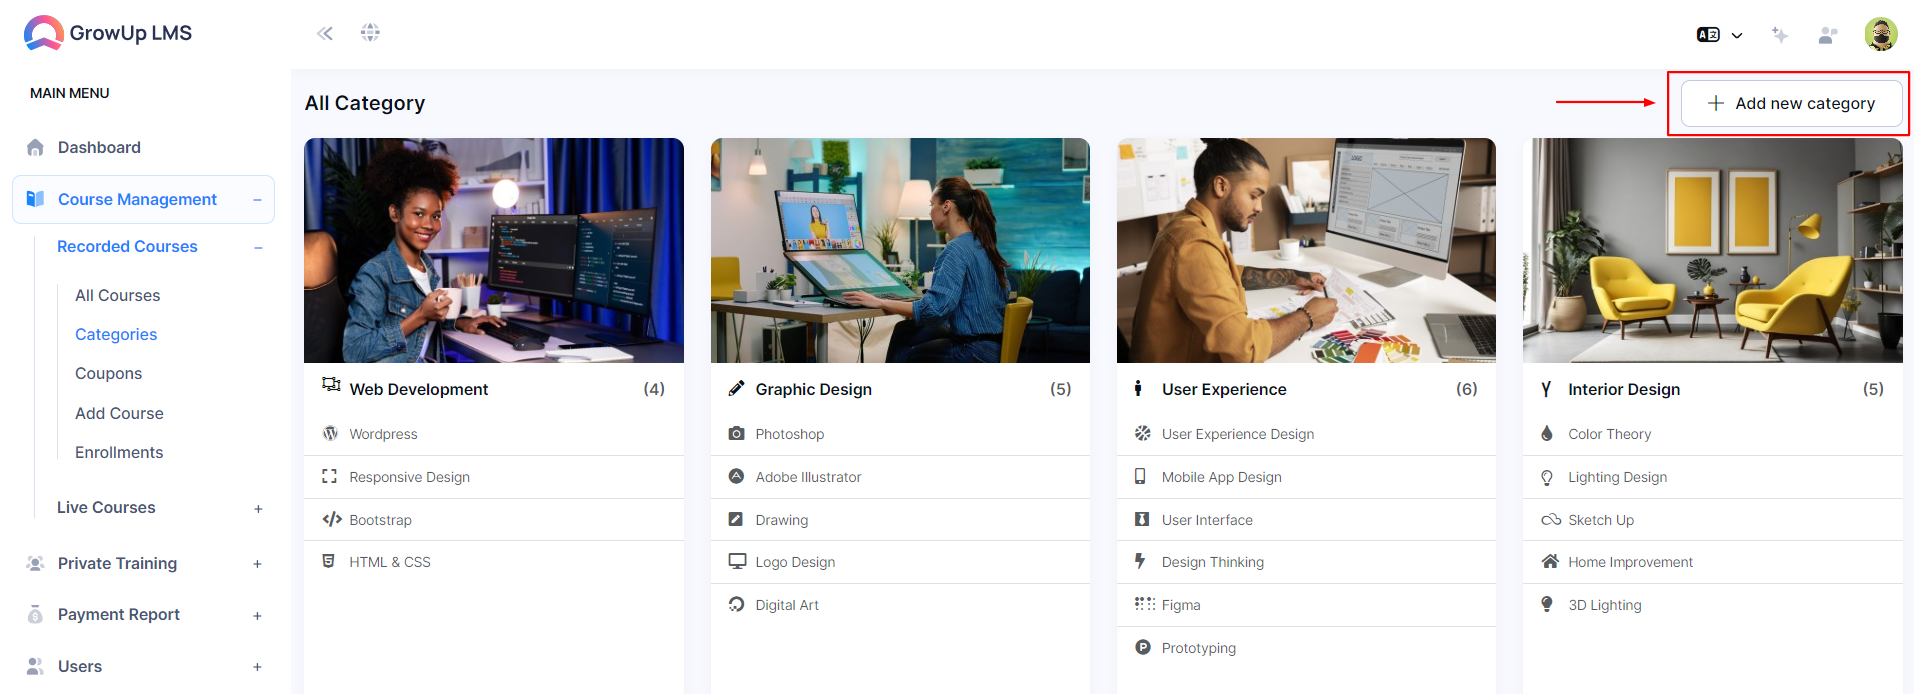 GrowUp LMS
MAIN MENU
Dashboard
Course Management
Recorded Courses
All Courses
Categories
Coupons
Add Course
Enrollments
Live Courses
Private Training
Payment Report
Users
All Category
Add new category
Web Development (4)
Wordpress
Responsive Design
Bootstrap
HTML & CSS
Graphic Design (5)
Photoshop
Adobe Illustrator
Drawing
Logo Design
Digital Art
User Experience (6)
User Experience Design
Mobile App Design
User Interface
Design Thinking
Figma
Prototyping
Interior Design (5)
Color Theory
Lighting Design
Sketch Up
Home Improvement
3D Lighting